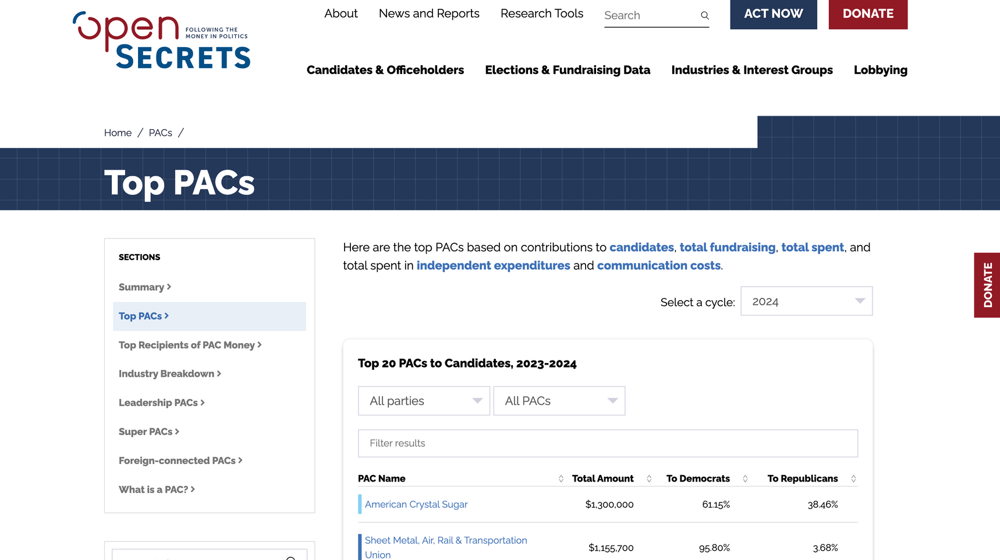 Open
SECRETS
FOLLOWING THE
MONEY IN POLITICS
About
News and Reports
Research Tools
Search
ACT NOW
DONATE
Candidates & Officeholders
Elections & Fundraising Data
Industries & Interest Groups
Lobbying
Home / PACs /
Top PACs
SECTIONS
Summary
Top PACs
Top Recipients of PAC Money
Industry Breakdown
Leadership PACs
Super PACs
Foreign-connected PACs
What is a PAC?
Here are the top PACs based on contributions to candidates, total fundraising, total spent, and
total spent in independent expenditures and communication costs.
Select a cycle: 2024
DONATE
Top 20 PACs to Candidates, 2023-2024
All parties
All PACs
Filter results
PAC Name Total Amount To Democrats To Republicans
American Crystal Sugar $1,300,000 61.15% 38.46%
Sheet Metal, Air, Rail & Transportation
Union $1,155,700 95.80% 3.68%